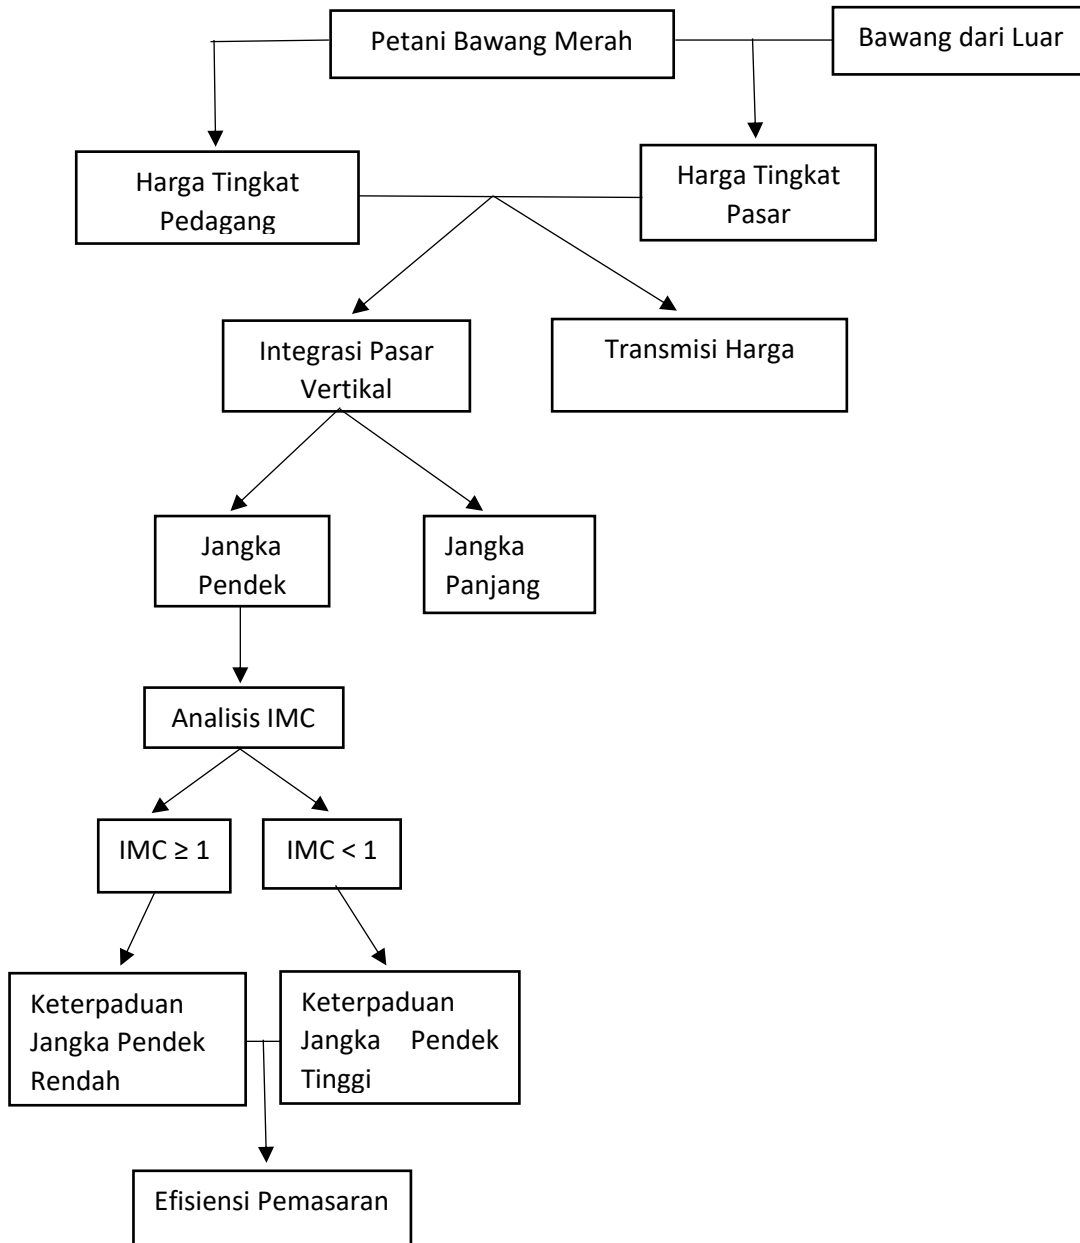 Petani Bawang Merah
Bawang dari Luar
Harga Tingkat
Pedagang
Harga Tingkat
Pasar
Integrasi Pasar
Vertikal
Transmisi Harga
Jangka
Pendek
Jangka
Panjang
Analisis IMC
IMC ≥ 1
IMC < 1
Keterpaduan
Jangka Pendek
Rendah
Keterpaduan
Jangka Pendek
Tinggi
Efisiensi Pemasaran